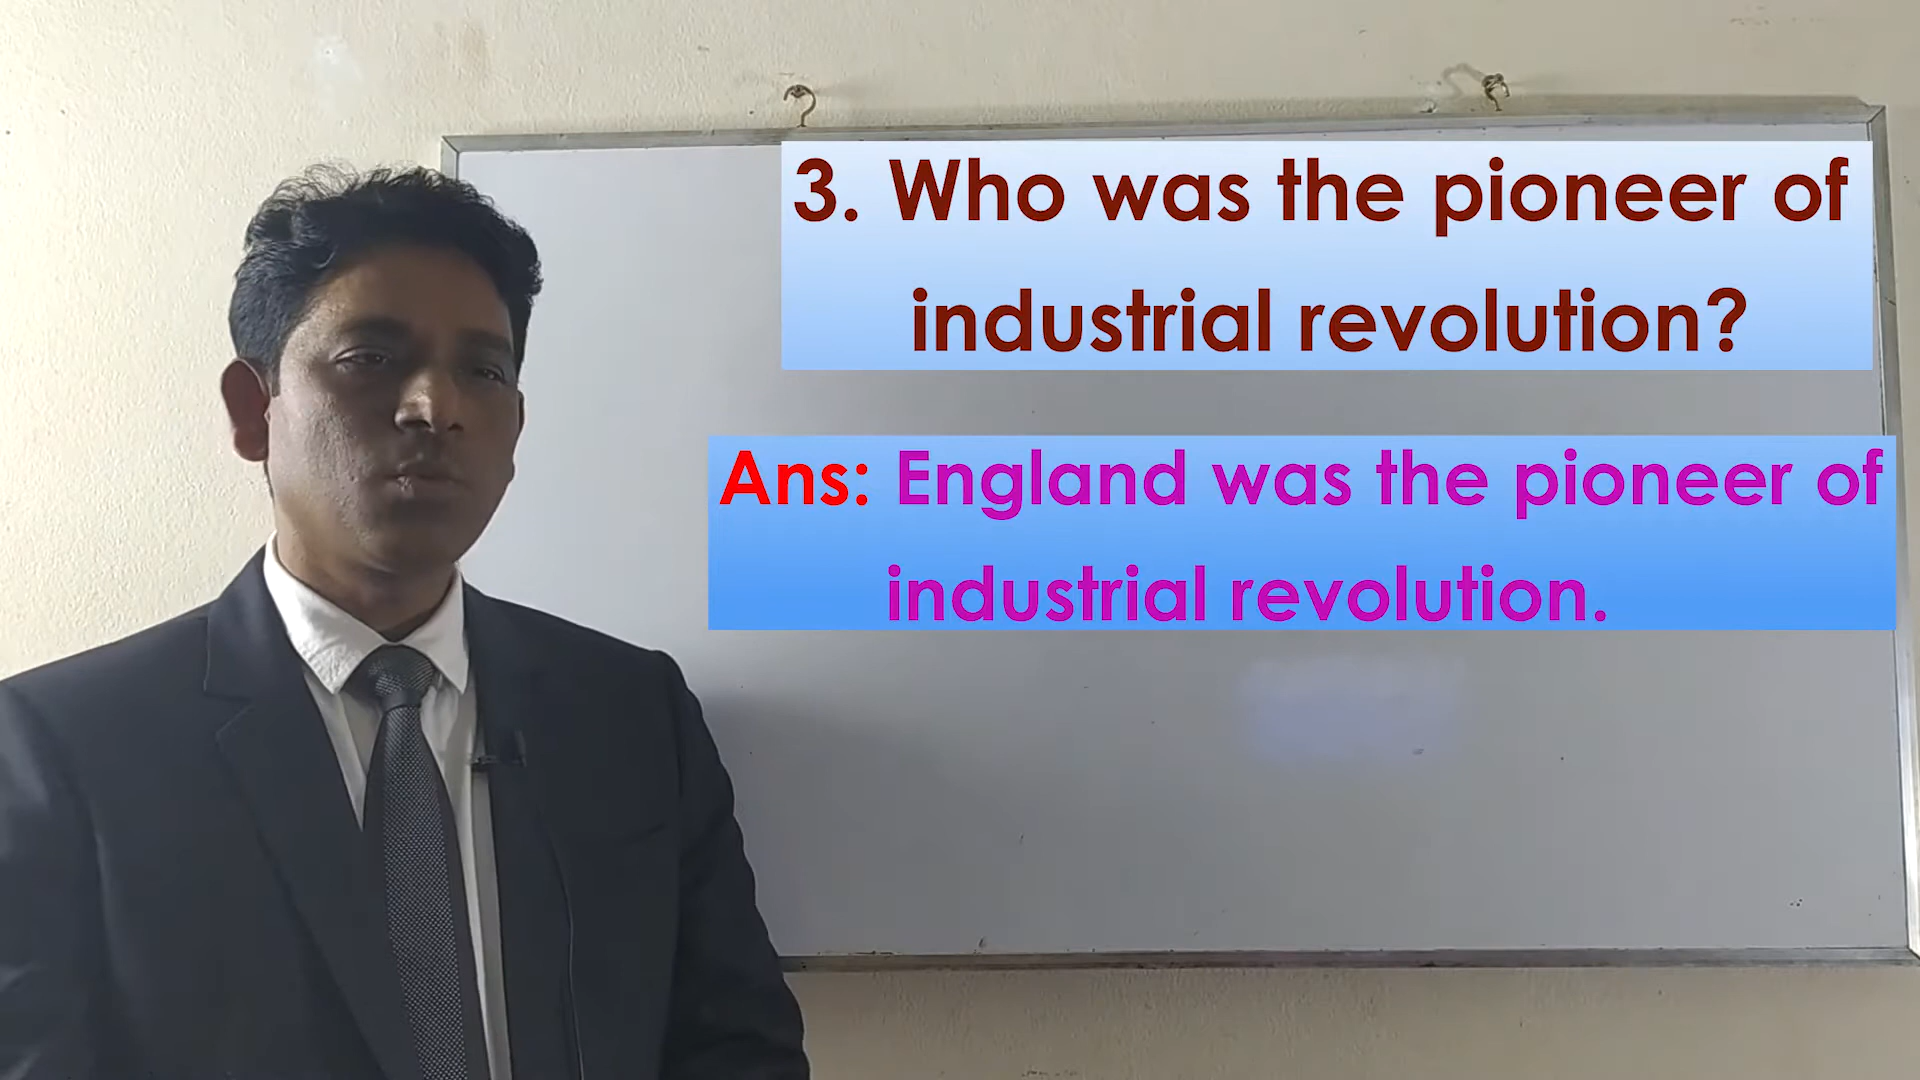 3. Who was the pioneer of
industrial revolution?
Ans: England was the pioneer of
industrial revolution.